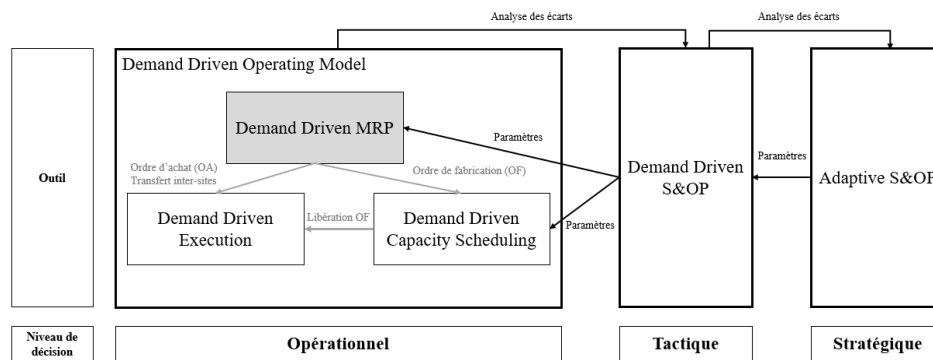 Analyse des écarts
Analyse des écarts
Demand Driven Operating Model
Demand Driven MRP
Paramètres
Ordre d'achat (OA)
Transfert inter-sites
Ordre de fabrication (OF)
Paramètres
Outil
Demand Driven
S&OP
Adaptive S&OP
Demand Driven
Execution
Libération OF
Demand Driven
Capacity Scheduling
Paramètres
Niveau de
décision
Opérationnel
Tactique
Stratégique